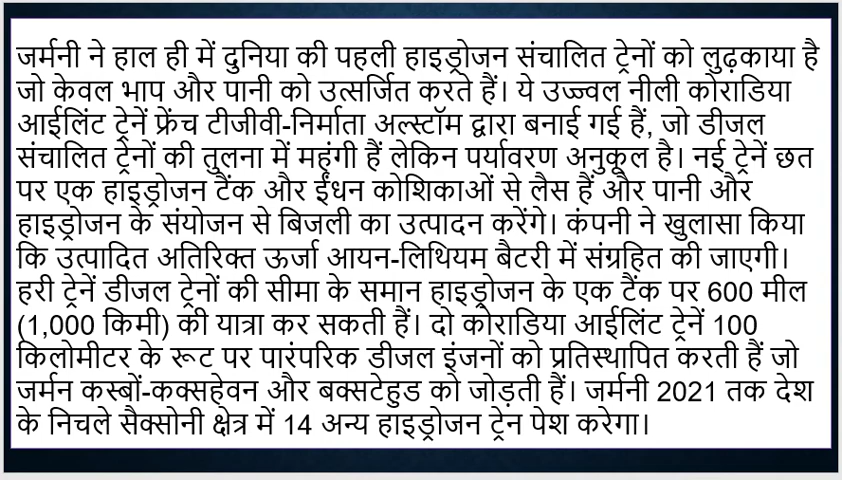 जर्मनी ने हाल ही में दुनिया की पहली हाइड्रोजन संचालित ट्रेनों को लुढ़काया है
जो केवल भाप और पानी को उत्सर्जित करते हैं। ये उज्ज्वल नीली कोराडिया
आईलिंट ट्रेनें फ्रेंच टीजीवी-निर्माता अल्स्टॉम द्वारा बनाई गई हैं, जो डीजल
संचालित ट्रेनों की तुलना में महंगी हैं लेकिन पर्यावरण अनुकूल है। नई ट्रेनें छत
पर एक हाइड्रोजन टैंक और ईंधन कोशिकाओं से लैस हैं और पानी और
हाइड्रोजन के संयोजन से बिजली का उत्पादन करेंगे। कंपनी ने खुलासा किया
कि उत्पादित अतिरिक्त ऊर्जा आयन-लिथियम बैटरी में संग्रहित की जाएगी।
हरी ट्रेनें डीजल ट्रेनों की सीमा के समान हाइड्रोजन के एक टैंक पर 600 मील
(1,000 किमी) की यात्रा कर सकती हैं। दो कोराडिया आईलिंट ट्रेनें 100
किलोमीटर के रूट पर पारंपरिक डीजल इंजनों को प्रतिस्थापित करती हैं जो
जर्मन कस्बों-कक्सहेवन और बक्सटेहुड को जोड़ती हैं। जर्मनी 2021 तक देश
के निचले सैक्सोनी क्षेत्र में 14 अन्य हाइड्रोजन ट्रेन पेश करेगा।